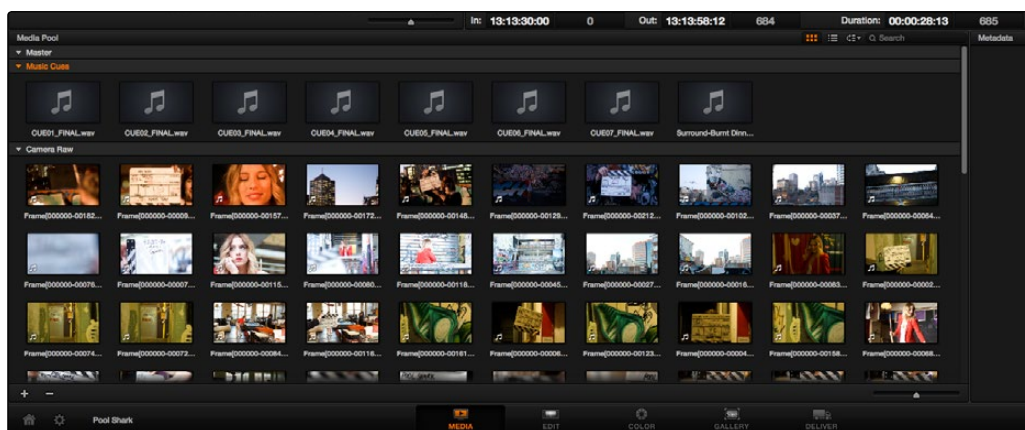 In: 13:13:30:00 0 Out: 13:13:58:12 684 Duration: 00:00:28:13 685
Media Pool Search Metadata
Master
Music Cues
CUE01_FINAL.wav CUE02_FINAL.wav CUE03_FINAL.wav CUE04_FINAL.wav CUE05_FINAL.wav CUE06_FINAL.wav CUE07_FINAL.wav Surround-Burnt Dinn...
Camera Raw
Frame[000000-00182... Frame[000000-00009... Frame[000000-00157... Frame[000000-00172... Frame[000000-00148... Frame[000000-00129... Frame[000000-00212... Frame[000000-00102... Frame[000000-00037... Frame[000000-00064...
Frame[000000-00076... Frame[000000-00007... Frame[000000-00115... Frame[000000-00080... Frame[000000-00118... Frame[000000-00045... Frame[000000-00027... Frame[000000-00016... Frame[000000-00083... Frame[000000-00002...
Frame[000000-00074... Frame[000000-00072... Frame[000000-00084... Frame[000000-00116... Frame[000000-00161... Frame[000000-00006... Frame[000000-00123... Frame[000000-00004... Frame[000000-00158... Frame[000000-00068...
Pool Shark MEDIA EDIT COLOR GALLERY DELIVER